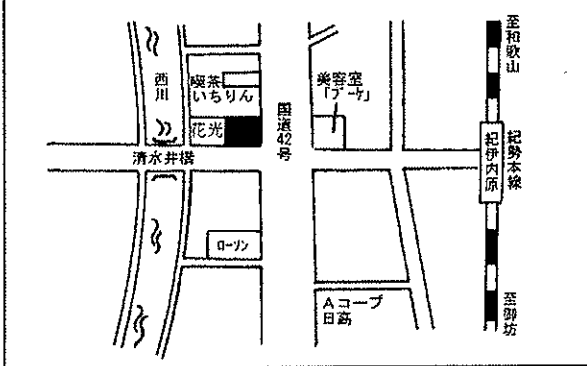 至和歌山
西川
喫茶
いちりん
美容室
「ブーケ」
花光
国道42号
紀伊内原
紀勢本線
清水井橋
ローソン
Aコープ
日高
至御坊